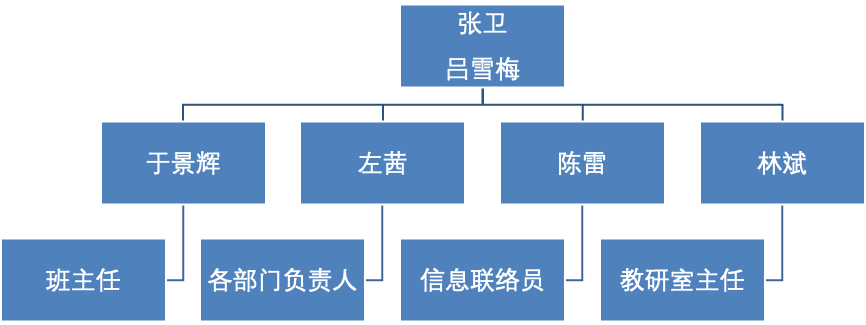 张卫
吕雪梅
于景辉
左茜
陈雷
林斌
班主任
各部门负责人
信息联络员
教研室主任